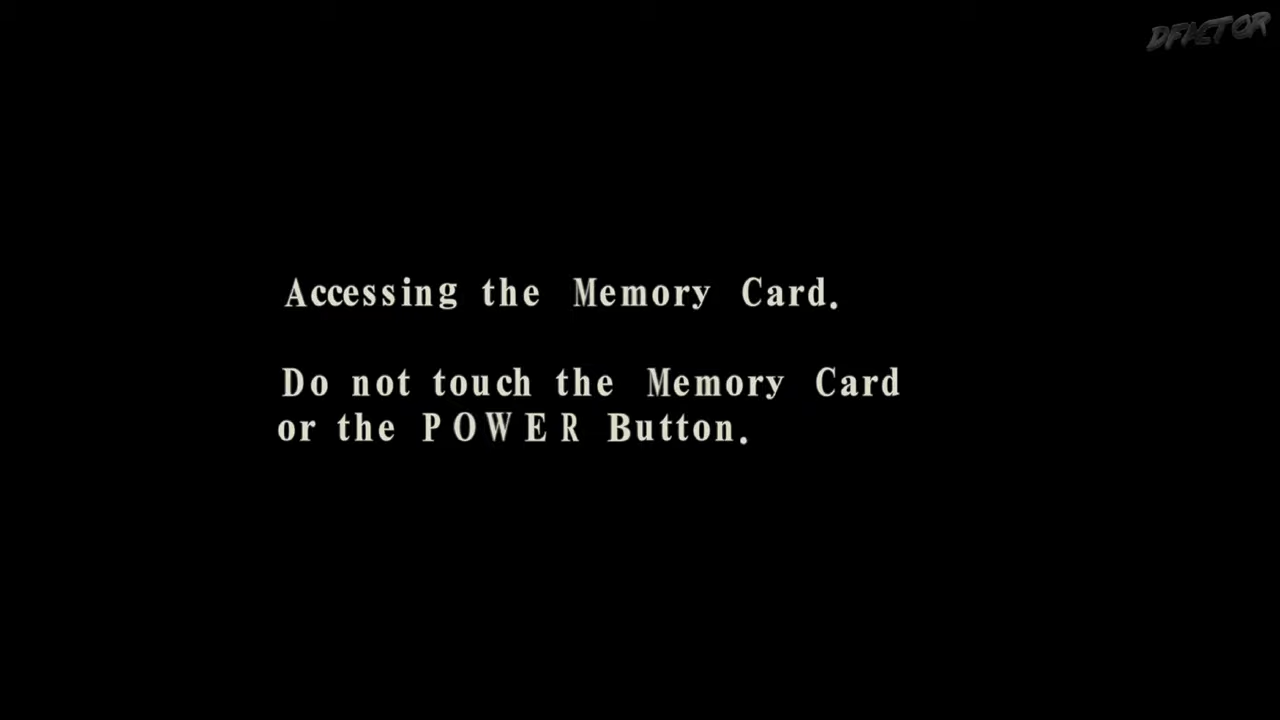 DFACTOR
Accessing the Memory Card.
Do not touch the Memory Card
or the POWER Button.